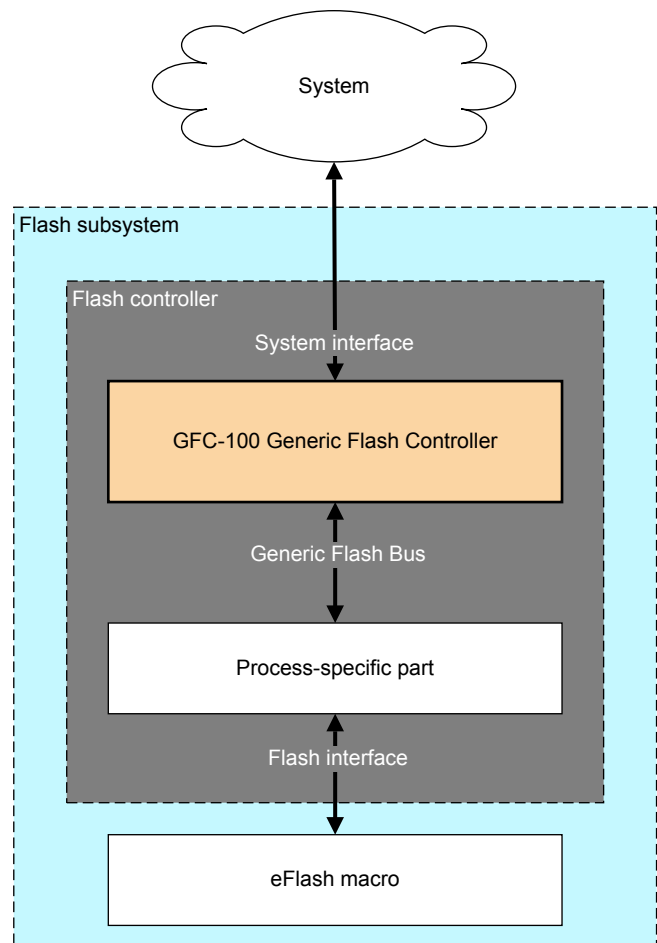 System
Flash subsystem
Flash controller
System interface
GFC-100 Generic Flash Controller
Generic Flash Bus
Process-specific part
Flash interface
eFlash macro